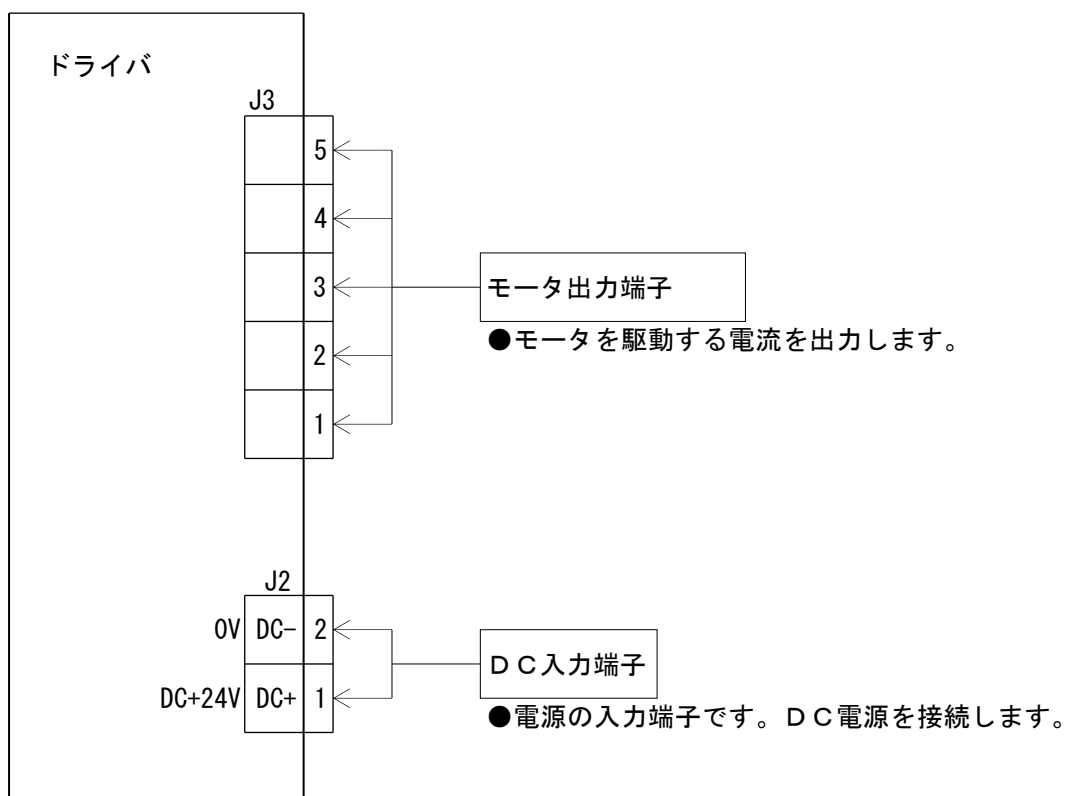 ドライバ
J3
5
4
3
モータ出力端子
●モータを駆動する電流を出力します。
2
1
J2
0V DC- 2
DC入力端子
DC+24V DC+ 1
●電源の入力端子です。DC電源を接続します。